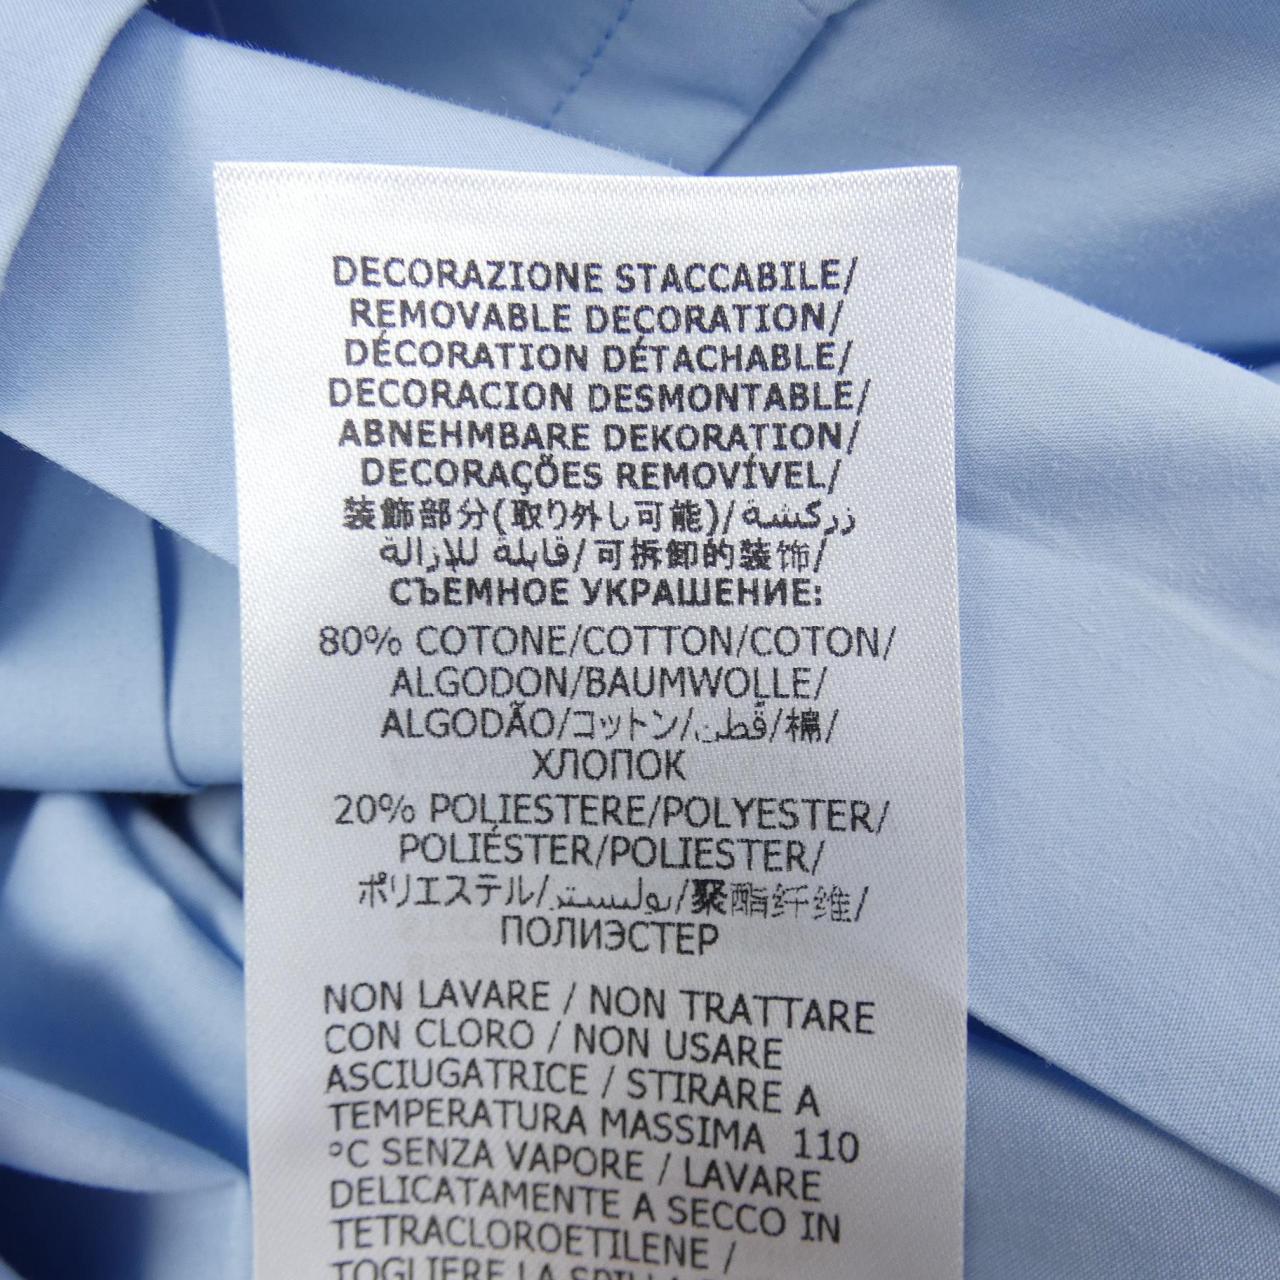 DECORAZIONE STACCABILE/
REMOVABLE DECORATION/
DÉCORATION DÉTACHABLE/
DECORACION DESMONTABLE/
ABNEHMBARE DEKORATION/
DECORAÇÕES REMOVÍVEL/
装飾部分(取り外し可能)/زركشة
قابلة للإزالة/可拆卸的装饰/
СЪЕМНОЕ УКРАШЕНИЕ:
80% COTONE/COTTON/COTON/
ALGODON/BAUMWOLLE/
ALGODÃO/コットン/قطن/棉/
ХЛОПОК
20% POLIESTERE/POLYESTER/
POLIÉSTER/POLIESTER/
ポリエステル/بوليستر/聚酯纤维/
ПОЛИЭСТЕР
NON LAVARE / NON TRATTARE
CON CLORO / NON USARE
ASCIUGATRICE / STIRARE A
TEMPERATURA MASSIMA 110
°C SENZA VAPORE / LAVARE
DELICATAMENTE A SECCO IN
TETRACLOROETILENE /
TOGLIERE LA SPILLA